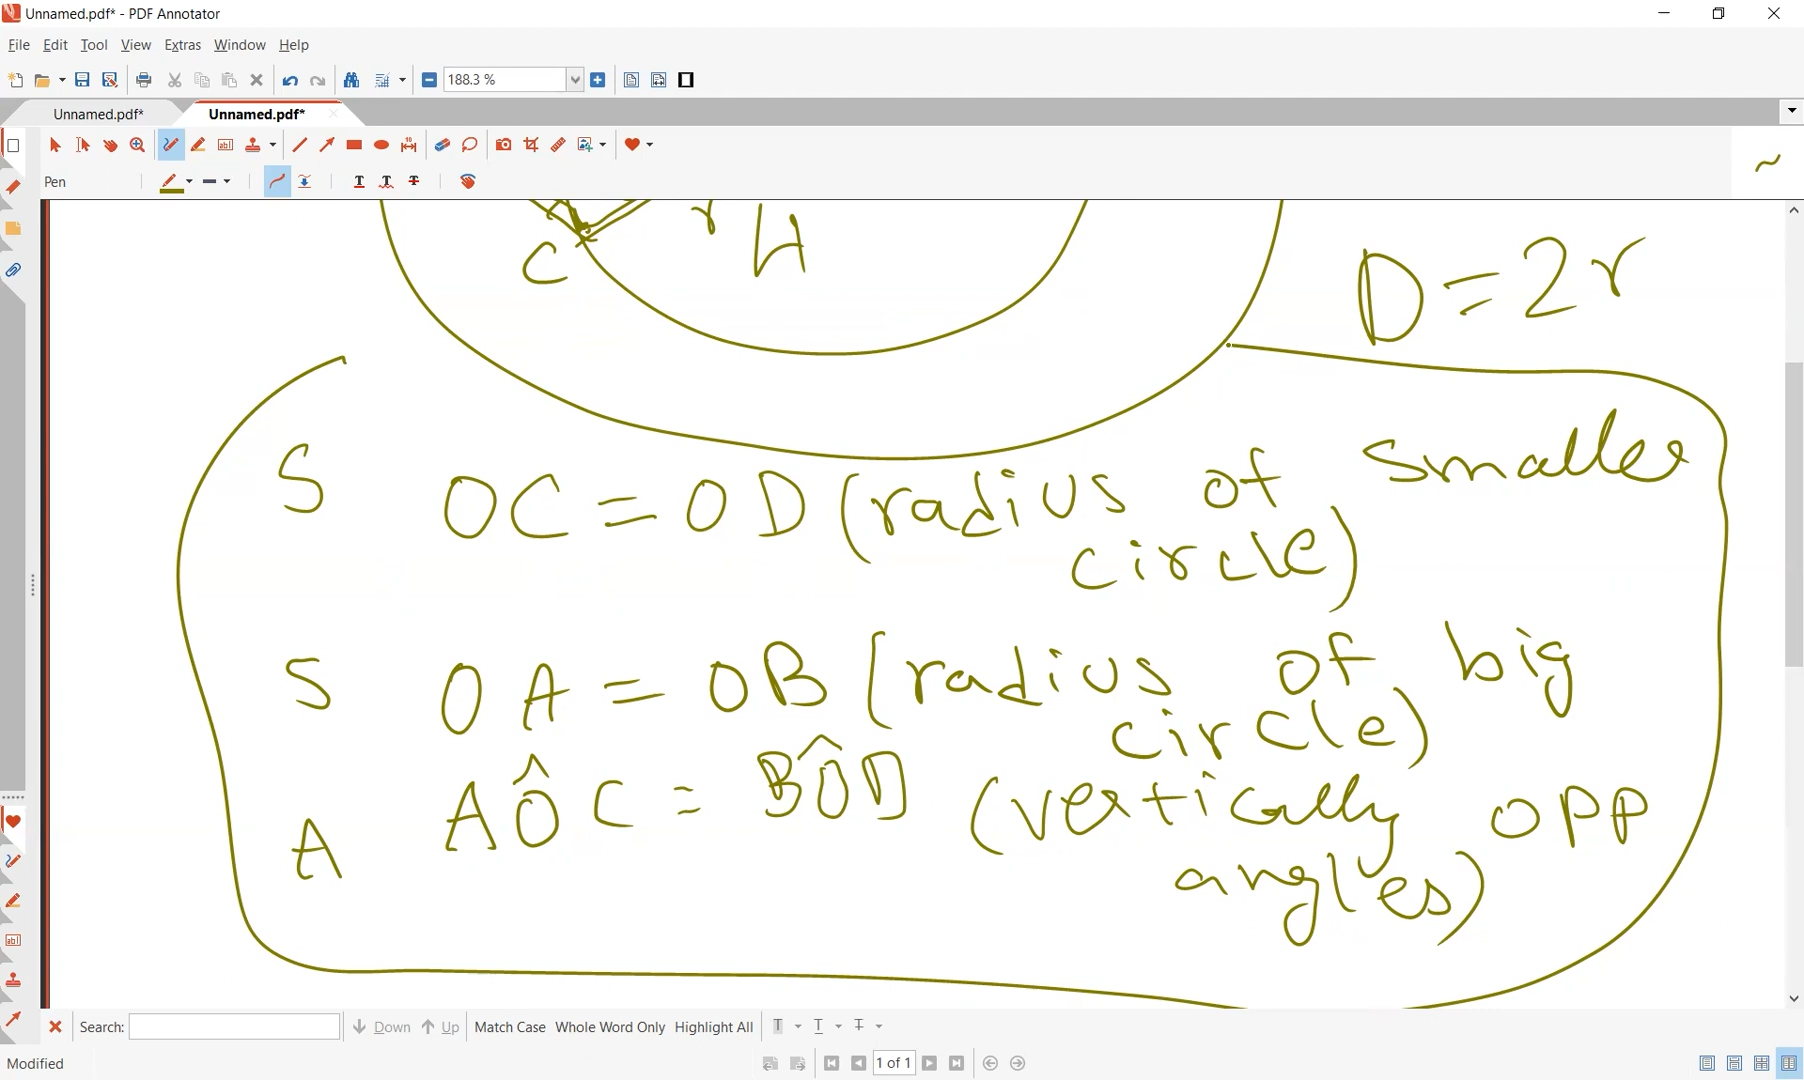 Unnamed.pdf* - PDF Annotator
File Edit Tool View Extras Window Help
188.3 %
Unnamed.pdf* Unnamed.pdf*
Pen
C r H
D = 2r
S OC = OD (radius of smaller
circle)
S OA = OB (radius of big
circle)
A AÔC = BÔD (vertically opp
angles)
Search: Down Up Match Case Whole Word Only Highlight All
Modified 1 of 1